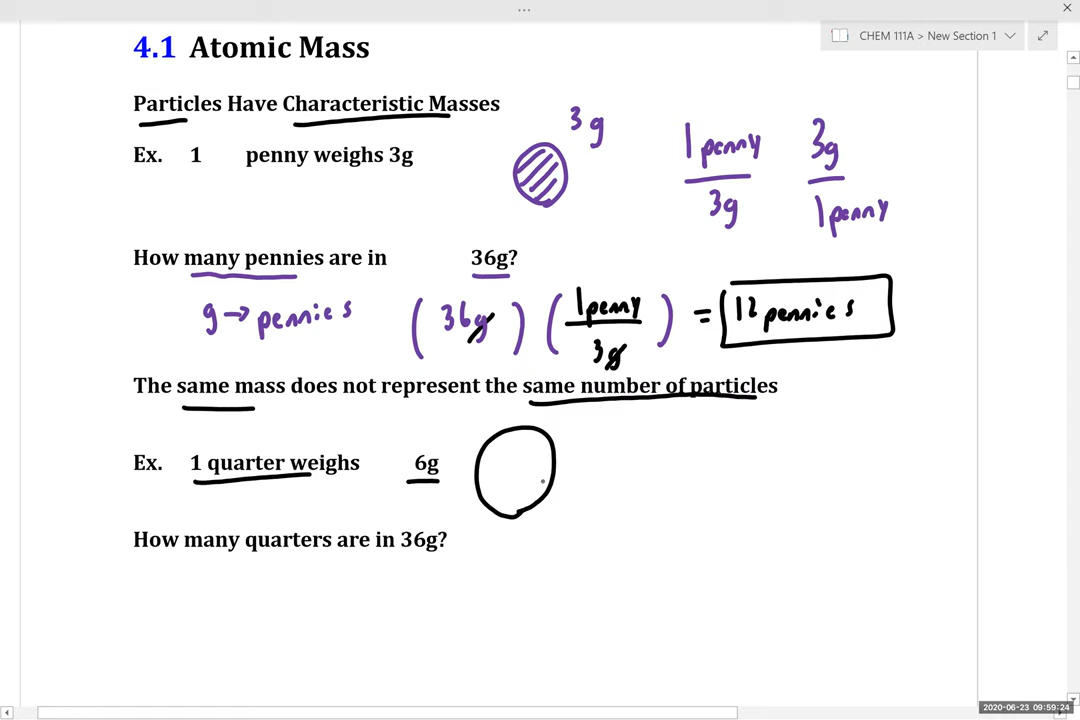 CHEM 111A > New Section 1
4.1 Atomic Mass
Particles Have Characteristic Masses
3g
Ex. 1 penny weighs 3g
1 penny
3g
3g
1 penny
How many pennies are in 36g?
g → pennies (36g) (1 penny / 3g) = 12 pennies
The same mass does not represent the same number of particles
Ex. 1 quarter weighs 6g
How many quarters are in 36g?
2020-06-23 09:59:24